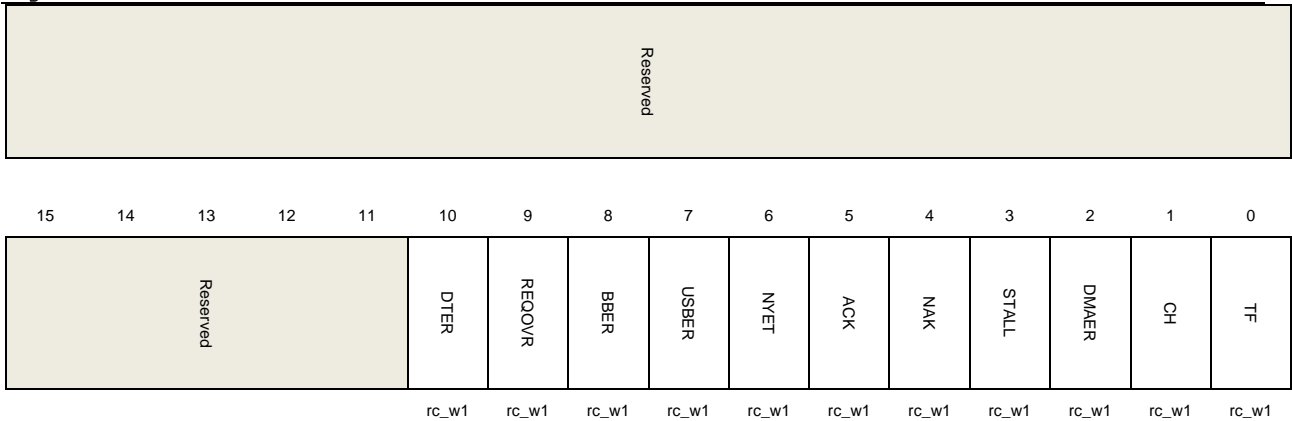 Reserved
15 14 13 12 11 10 9 8 7 6 5 4 3 2 1 0
Reserved DTER REQOVR BBER USBER NYET ACK NAK STALL DMAER CH TF
rc_w1 rc_w1 rc_w1 rc_w1 rc_w1 rc_w1 rc_w1 rc_w1 rc_w1 rc_w1 rc_w1